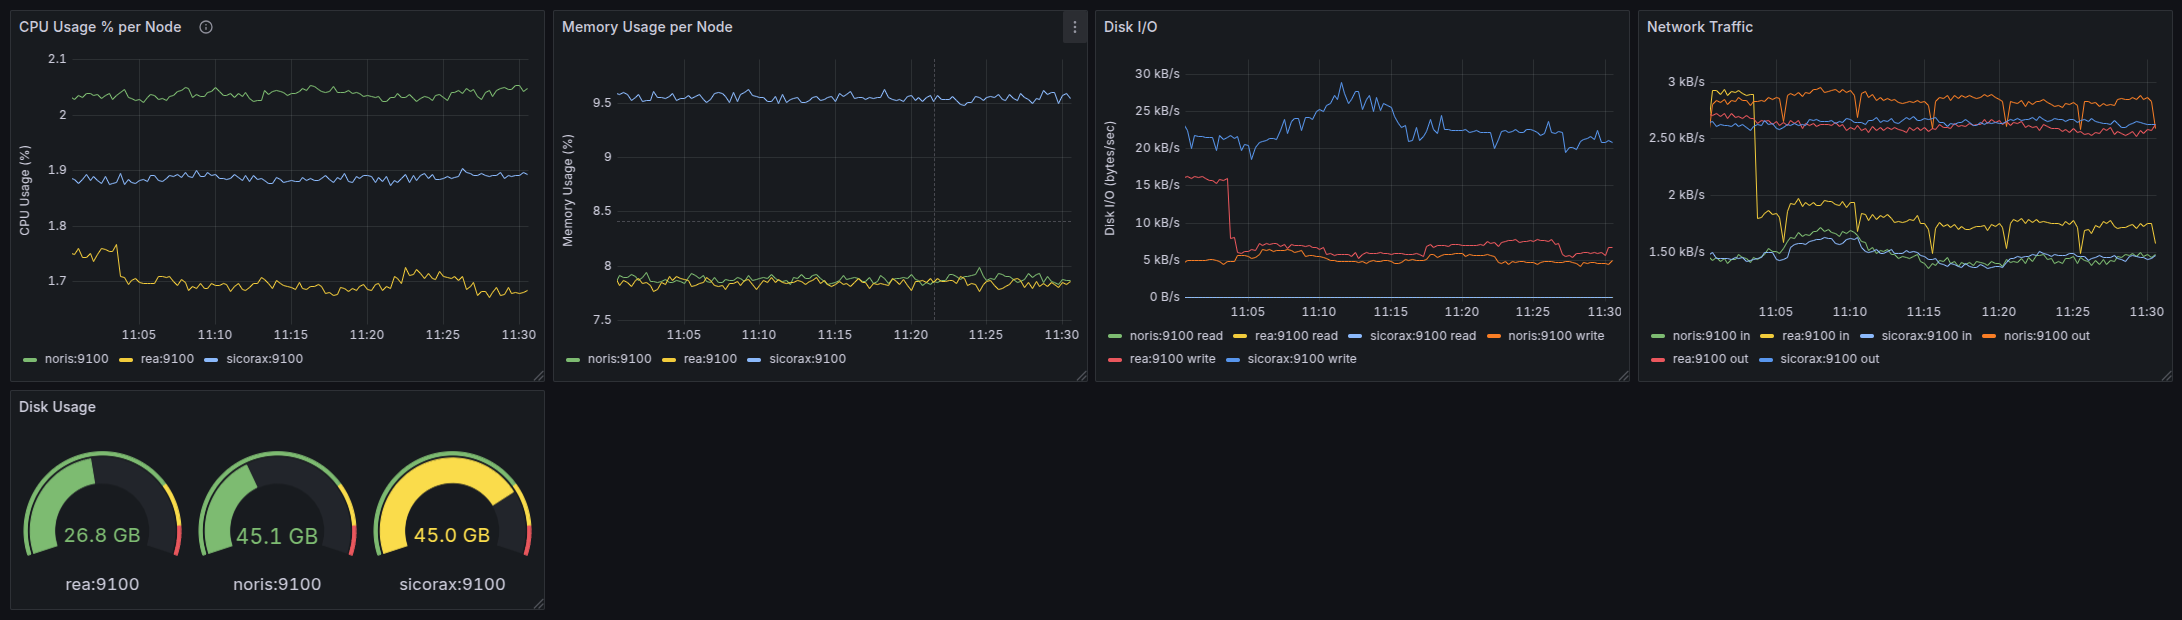 CPU Usage % per Node
2.1
2
1.9
1.8
1.7
CPU Usage (%)
11:05 11:10 11:15 11:20 11:25 11:30
noris:9100 rea:9100 sicorax:9100
Memory Usage per Node
9.5
9
8.5
8
7.5
Memory Usage (%)
11:05 11:10 11:15 11:20 11:25 11:30
noris:9100 rea:9100 sicorax:9100
Disk I/O
30 kB/s
25 kB/s
20 kB/s
15 kB/s
10 kB/s
5 kB/s
0 B/s
Disk I/O (bytes/sec)
11:05 11:10 11:15 11:20 11:25 11:30
noris:9100 read rea:9100 read sicorax:9100 read noris:9100 write
rea:9100 write sicorax:9100 write
Network Traffic
3 kB/s
2.50 kB/s
2 kB/s
1.50 kB/s
11:05 11:10 11:15 11:20 11:25 11:30
noris:9100 in rea:9100 in sicorax:9100 in noris:9100 out
rea:9100 out sicorax:9100 out
Disk Usage
26.8 GB 45.1 GB 45.0 GB
rea:9100 noris:9100 sicorax:9100